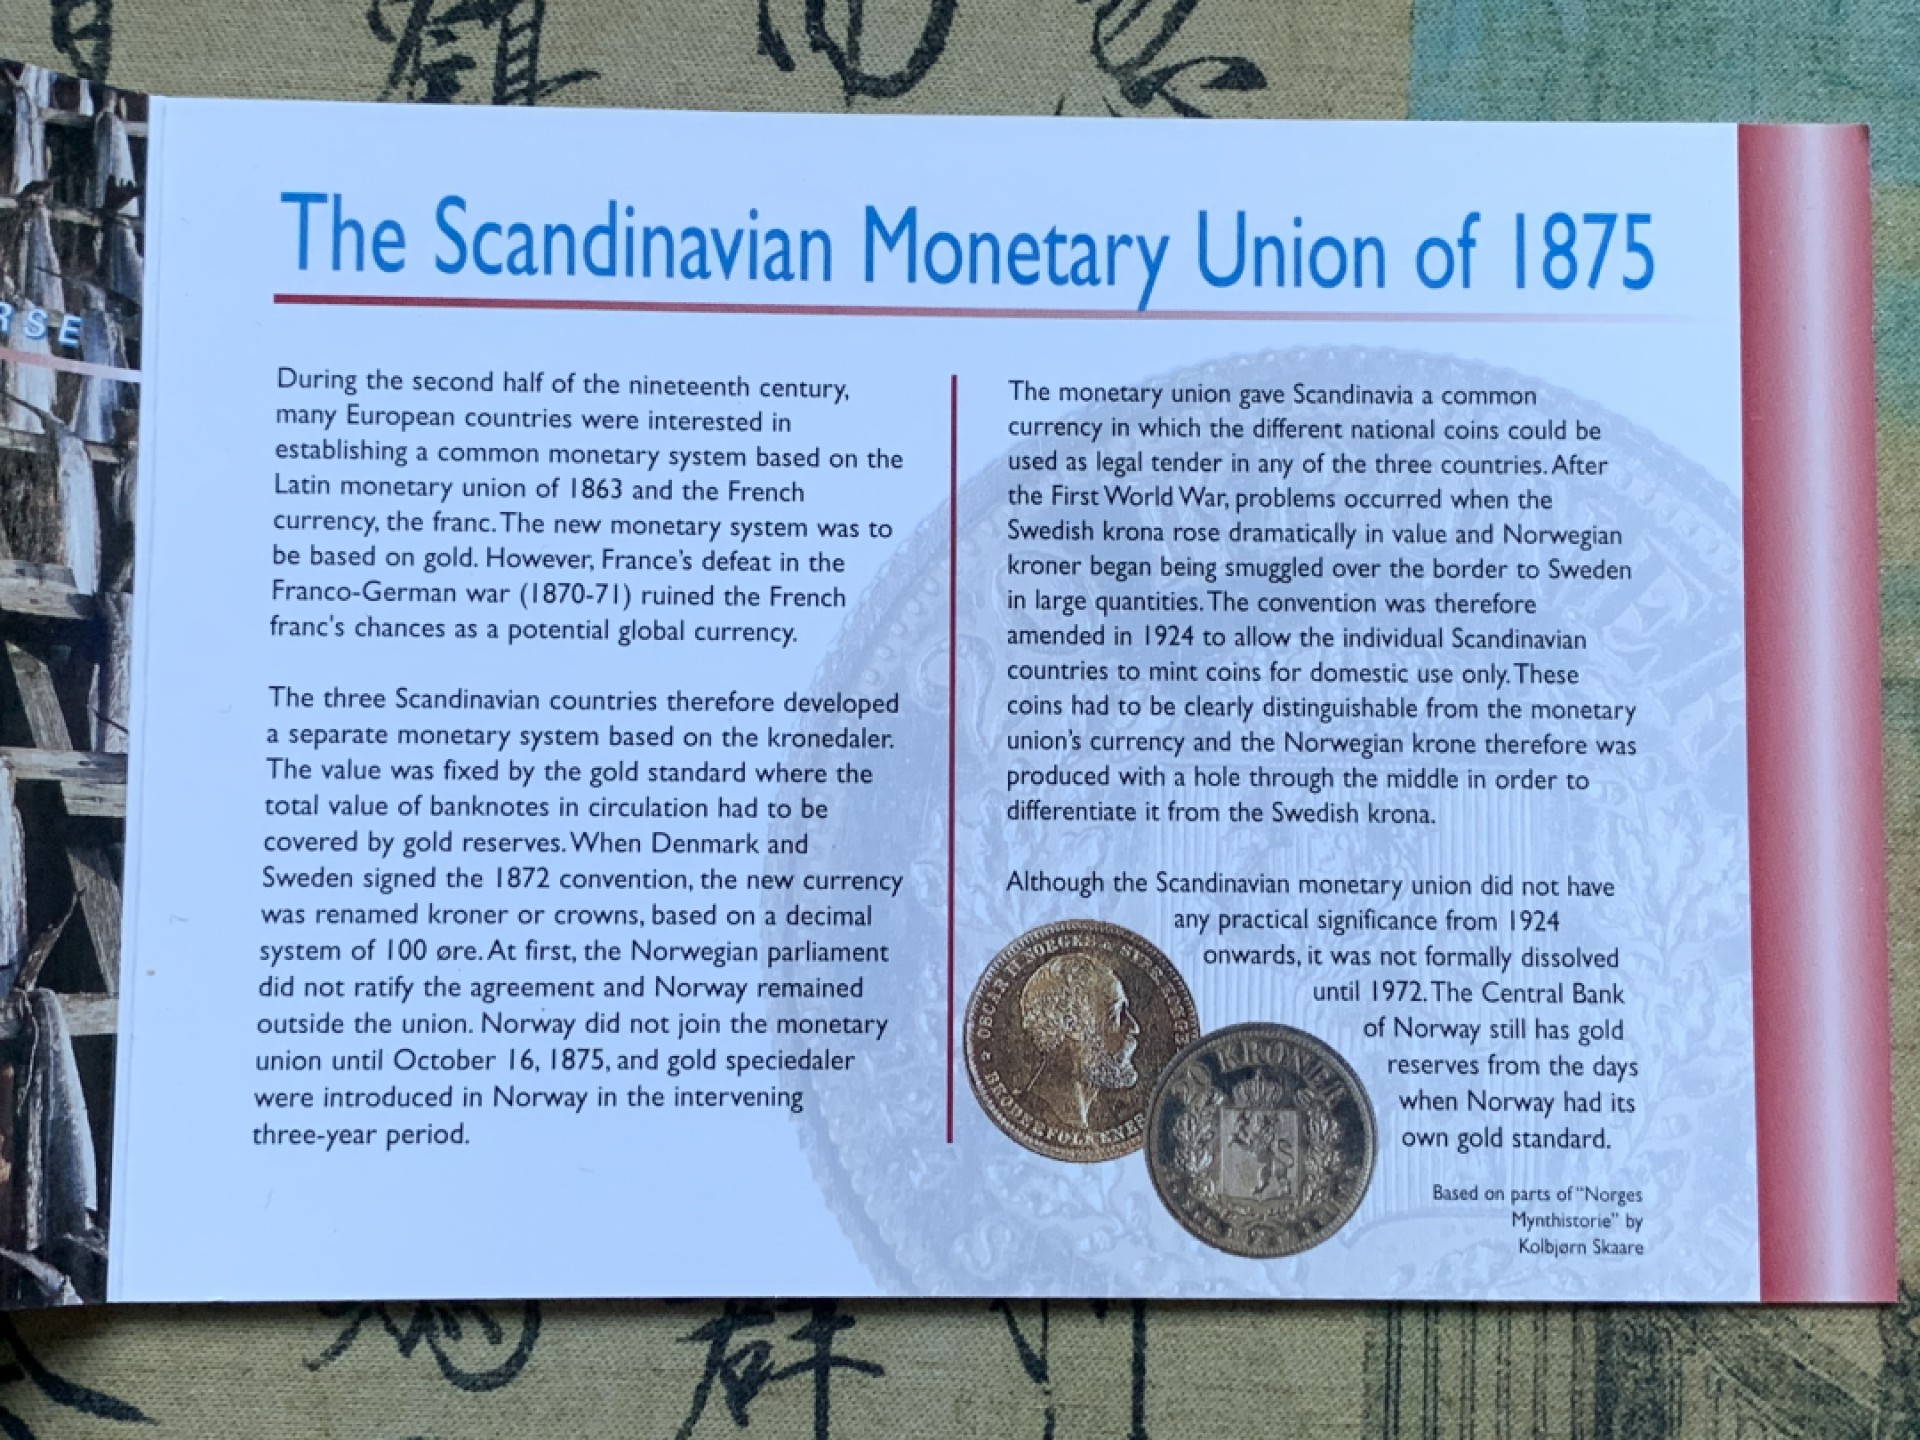 RSE
The Scandinavian Monetary Union of 1875
During the second half of the nineteenth century,
many European countries were interested in
establishing a common monetary system based on the
Latin monetary union of 1863 and the French
currency, the franc. The new monetary system was to
be based on gold. However, France's defeat in the
Franco-German war (1870-71) ruined the French
franc's chances as a potential global currency.
The three Scandinavian countries therefore developed
a separate monetary system based on the kronedaler.
The value was fixed by the gold standard where the
total value of banknotes in circulation had to be
covered by gold reserves. When Denmark and
Sweden signed the 1872 convention, the new currency
was renamed kroner or crowns, based on a decimal
system of 100 øre. At first, the Norwegian parliament
did not ratify the agreement and Norway remained
outside the union. Norway did not join the monetary
union until October 16, 1875, and gold speciedaler
were introduced in Norway in the intervening
three-year period.
The monetary union gave Scandinavia a common
currency in which the different national coins could be
used as legal tender in any of the three countries. After
the First World War, problems occurred when the
Swedish krona rose dramatically in value and Norwegian
kroner began being smuggled over the border to Sweden
in large quantities. The convention was therefore
amended in 1924 to allow the individual Scandinavian
countries to mint coins for domestic use only. These
coins had to be clearly distinguishable from the monetary
union's currency and the Norwegian krone therefore was
produced with a hole through the middle in order to
differentiate it from the Swedish krona.
Although the Scandinavian monetary union did not have
any practical significance from 1924
onwards, it was not formally dissolved
until 1972. The Central Bank
of Norway still has gold
reserves from the days
when Norway had its
own gold standard.
OSCAR II NORGES
BRODREFOLKENES
20 KRONER
Based on parts of "Norges
Mynthistorie" by
Kolbjørn Skaare
群